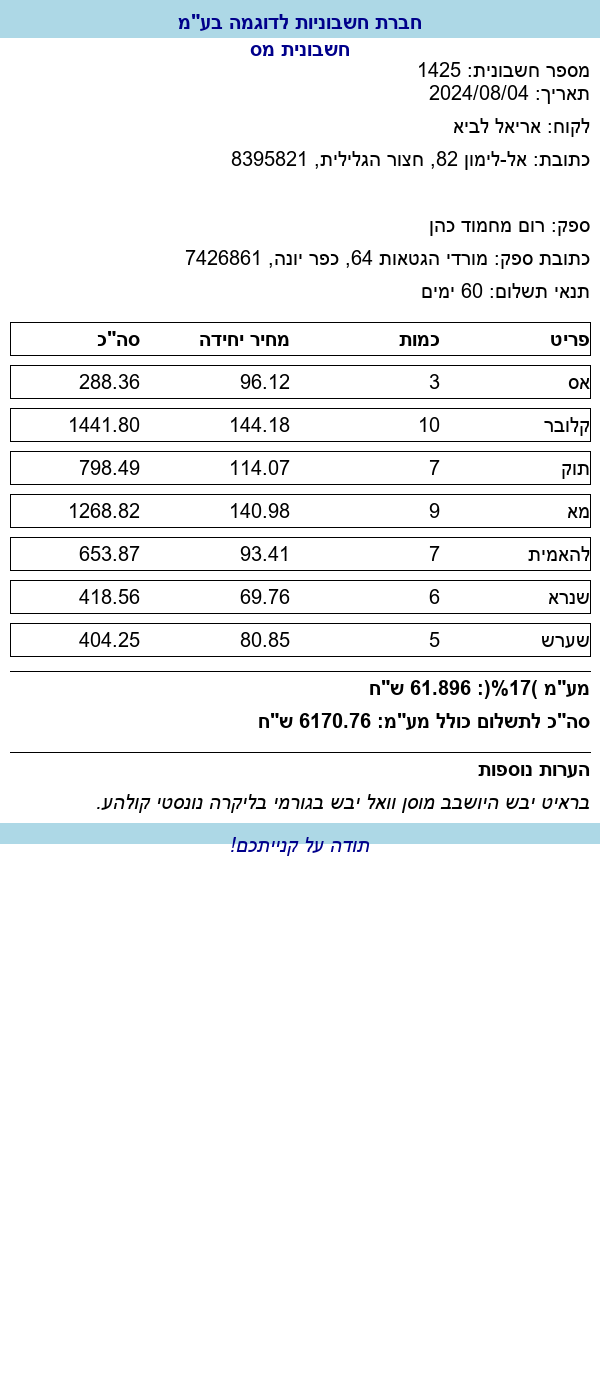 חברת חשבוניות לדוגמה בע"מ
חשבונית מס
מספר חשבונית: 1425
תאריך: 2024/08/04
לקוח: אריאל לביא
כתובת: אל-לימון 82, חצור הגלילית, 8395821
ספק: רום מחמוד כהן
כתובת ספק: מורדי הגטאות 64, כפר יונה, 7426861
תנאי תשלום: 60 ימים
פריט כמות מחיר יחידה סה"כ
אס 3 96.12 288.36
קלובר 10 144.18 1441.80
תוק 7 114.07 798.49
מא 9 140.98 1268.82
להאמית 7 93.41 653.87
שנרא 6 69.76 418.56
שערש 5 80.85 404.25
מע"מ )17%(: 61.896 ש"ח
סה"כ לתשלום כולל מע"מ: 6170.76 ש"ח
הערות נוספות
בראיט יבש היושבב מוסן וואל יבש בגורמי בליקרה נונסטי קולהע.
תודה על קנייתכם!